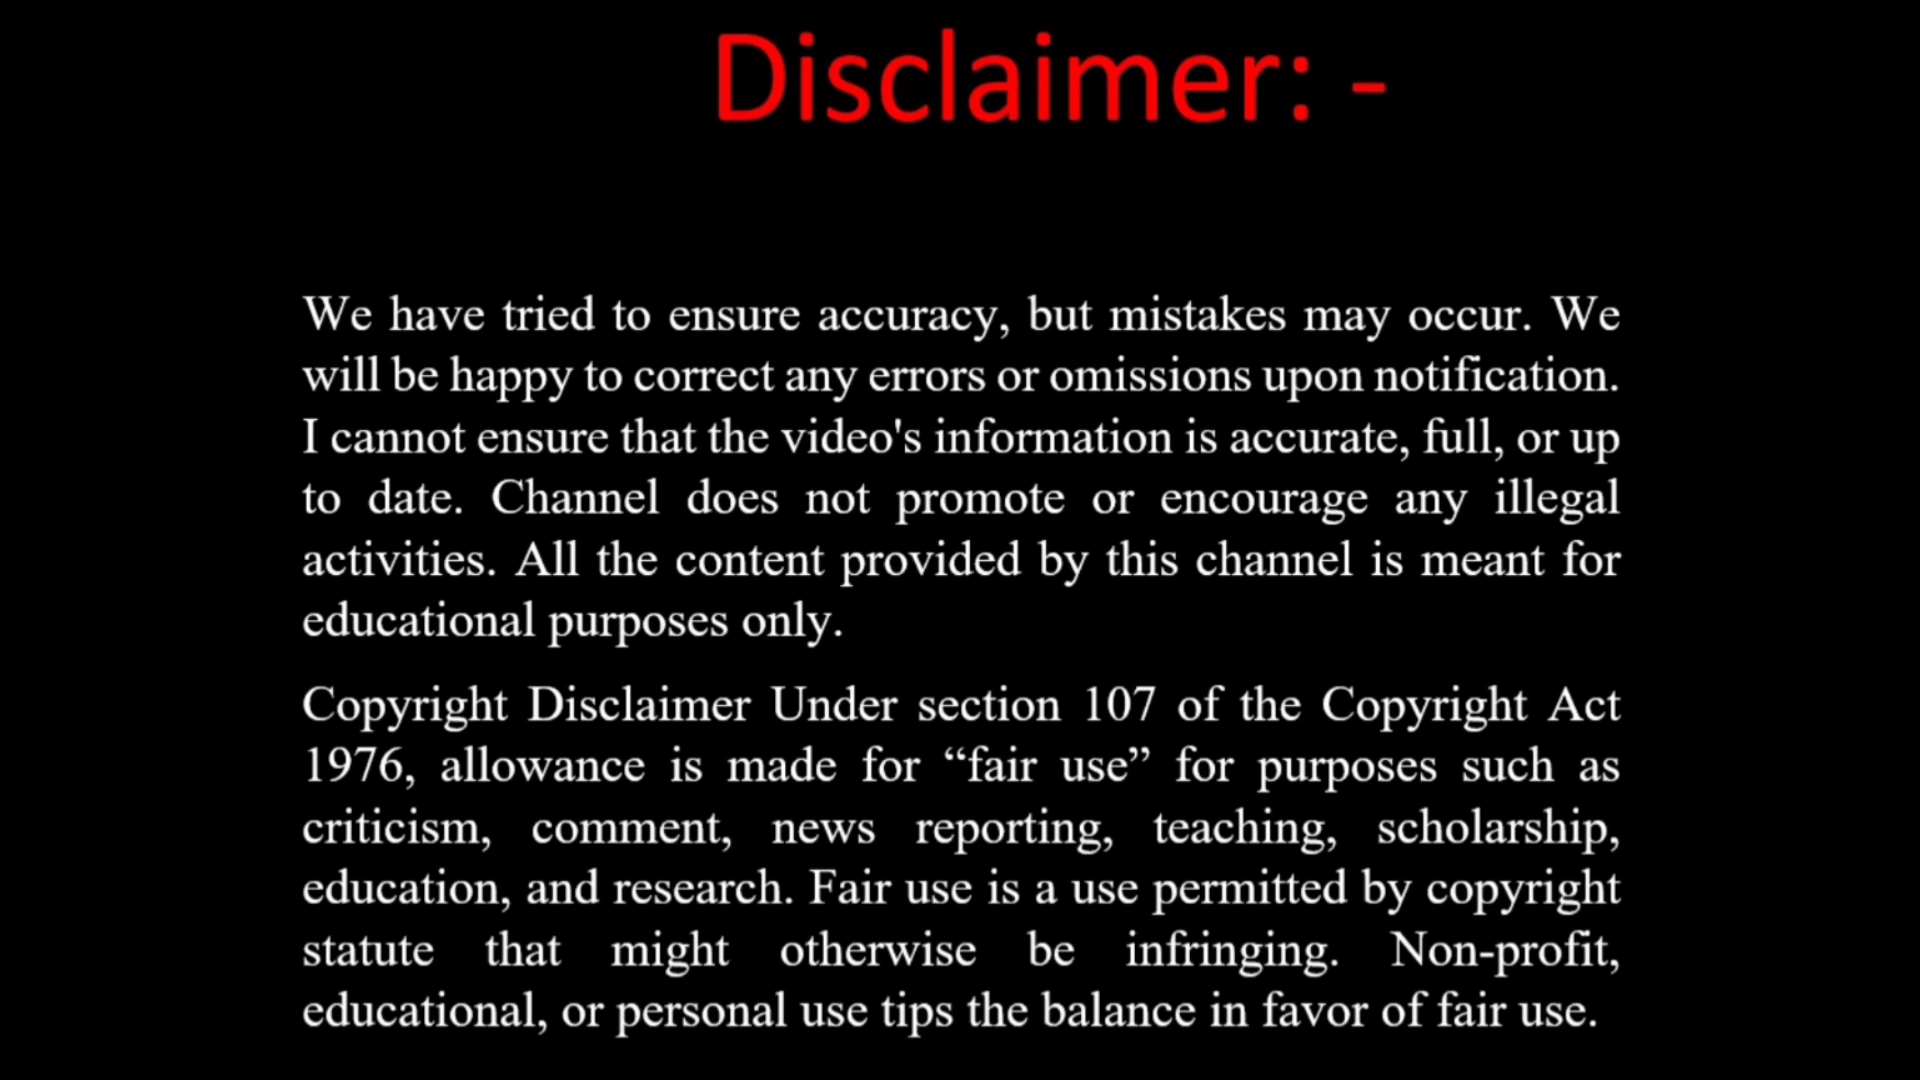 Disclaimer: -
We have tried to ensure accuracy, but mistakes may occur. We
will be happy to correct any errors or omissions upon notification.
I cannot ensure that the video's information is accurate, full, or up
to date. Channel does not promote or encourage any illegal
activities. All the content provided by this channel is meant for
educational purposes only.
Copyright Disclaimer Under section 107 of the Copyright Act
1976, allowance is made for “fair use” for purposes such as
criticism, comment, news reporting, teaching, scholarship,
education, and research. Fair use is a use permitted by copyright
statute that might otherwise be infringing. Non-profit,
educational, or personal use tips the balance in favor of fair use.